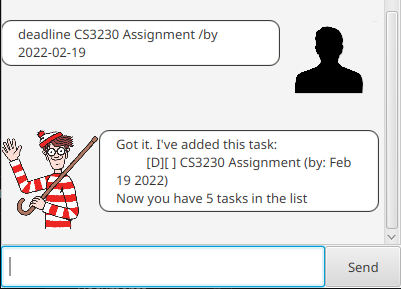 deadline CS3230 Assignment /by
2022-02-19
Got it. I've added this task:
[D][ ] CS3230 Assignment (by: Feb
19 2022)
Now you have 5 tasks in the list
Send